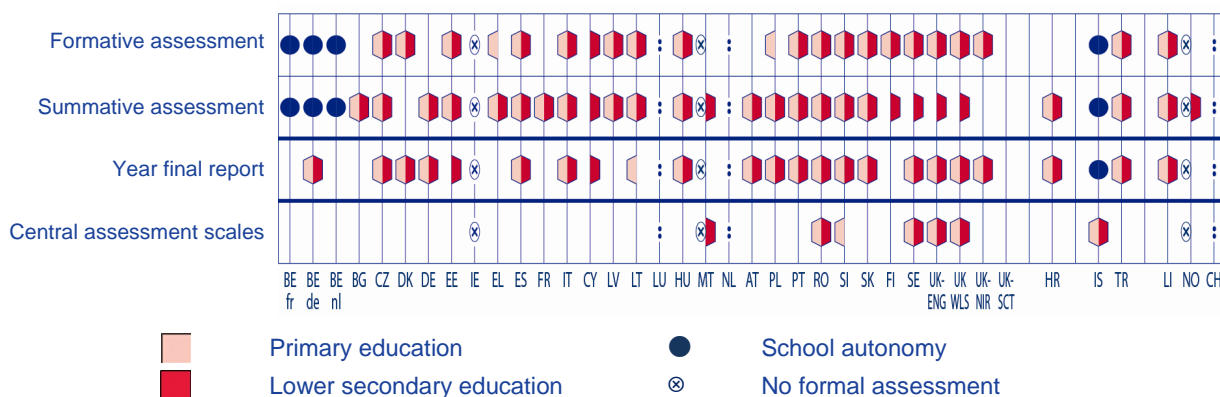 Formative assessment
Summative assessment
Year final report
Central assessment scales
BE fr BE de BE nl BG CZ DK DE EE IE EL ES FR IT CY LV LT LU HU MT NL AT PL PT RO SI SK FI SE UK-ENG UK WLS UK-NIR UK-SCT HR IS TR LI NO CH
Primary education
School autonomy
Lower secondary education
No formal assessment